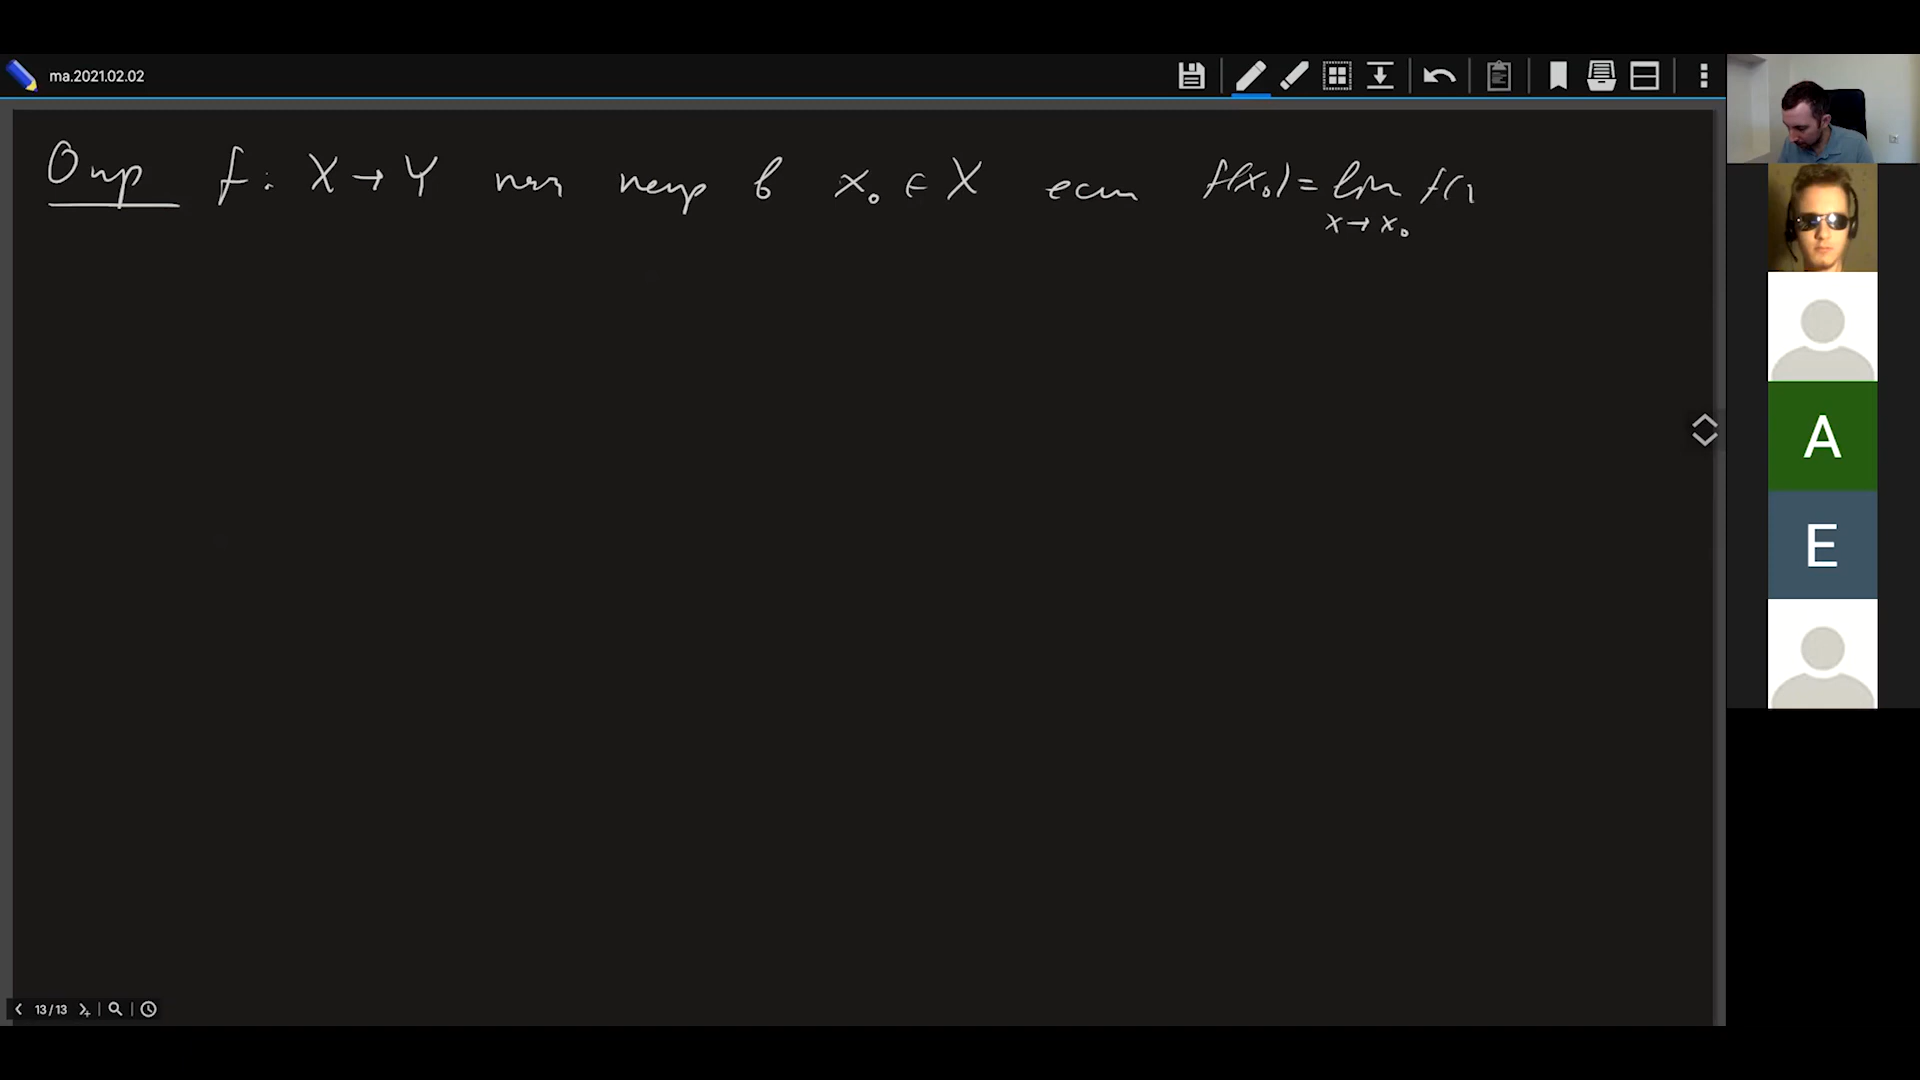 ma.2021.02.02
Опр f: X → Y наз непр в x₀ ∈ X если f(x₀) = lim f(x
x → x₀
A
E
13/13